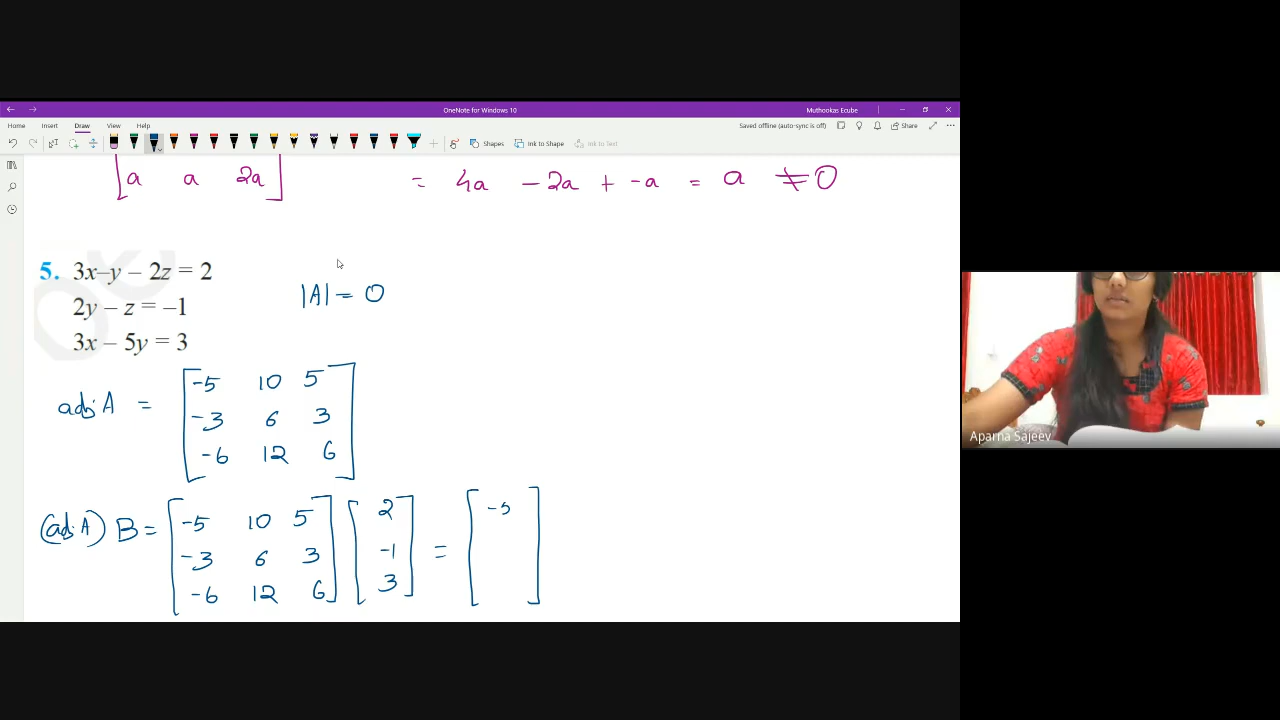 OneNote for Windows 10
Muthookas Ecube
Home Insert Draw View Help
Saved offline (auto-sync is off)
Share
Shapes Ink to Shape Ink to Text
a a 2a = 4a - 2a + -a = a ≠ 0
5. 3x–y – 2z = 2
|A| = 0
2y – z = –1
3x – 5y = 3
adj A =
-5 10 5
-3 6 3
-6 12 6
(adj A) B =
-5 10 5
-3 6 3
-6 12 6
2
-1
3
=
-5
Aparna Sajeev